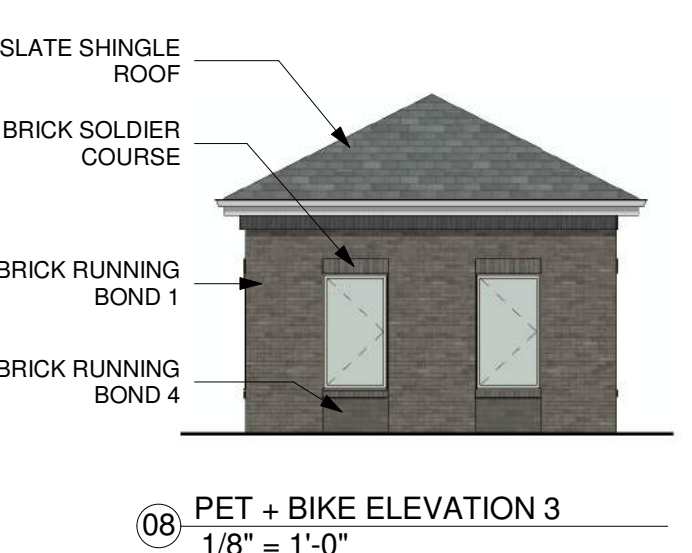 SLATE SHINGLE
ROOF
BRICK SOLDIER
COURSE
BRICK RUNNING
BOND 1
BRICK RUNNING
BOND 4
08 PET + BIKE ELEVATION 3
1/8" = 1'-0"